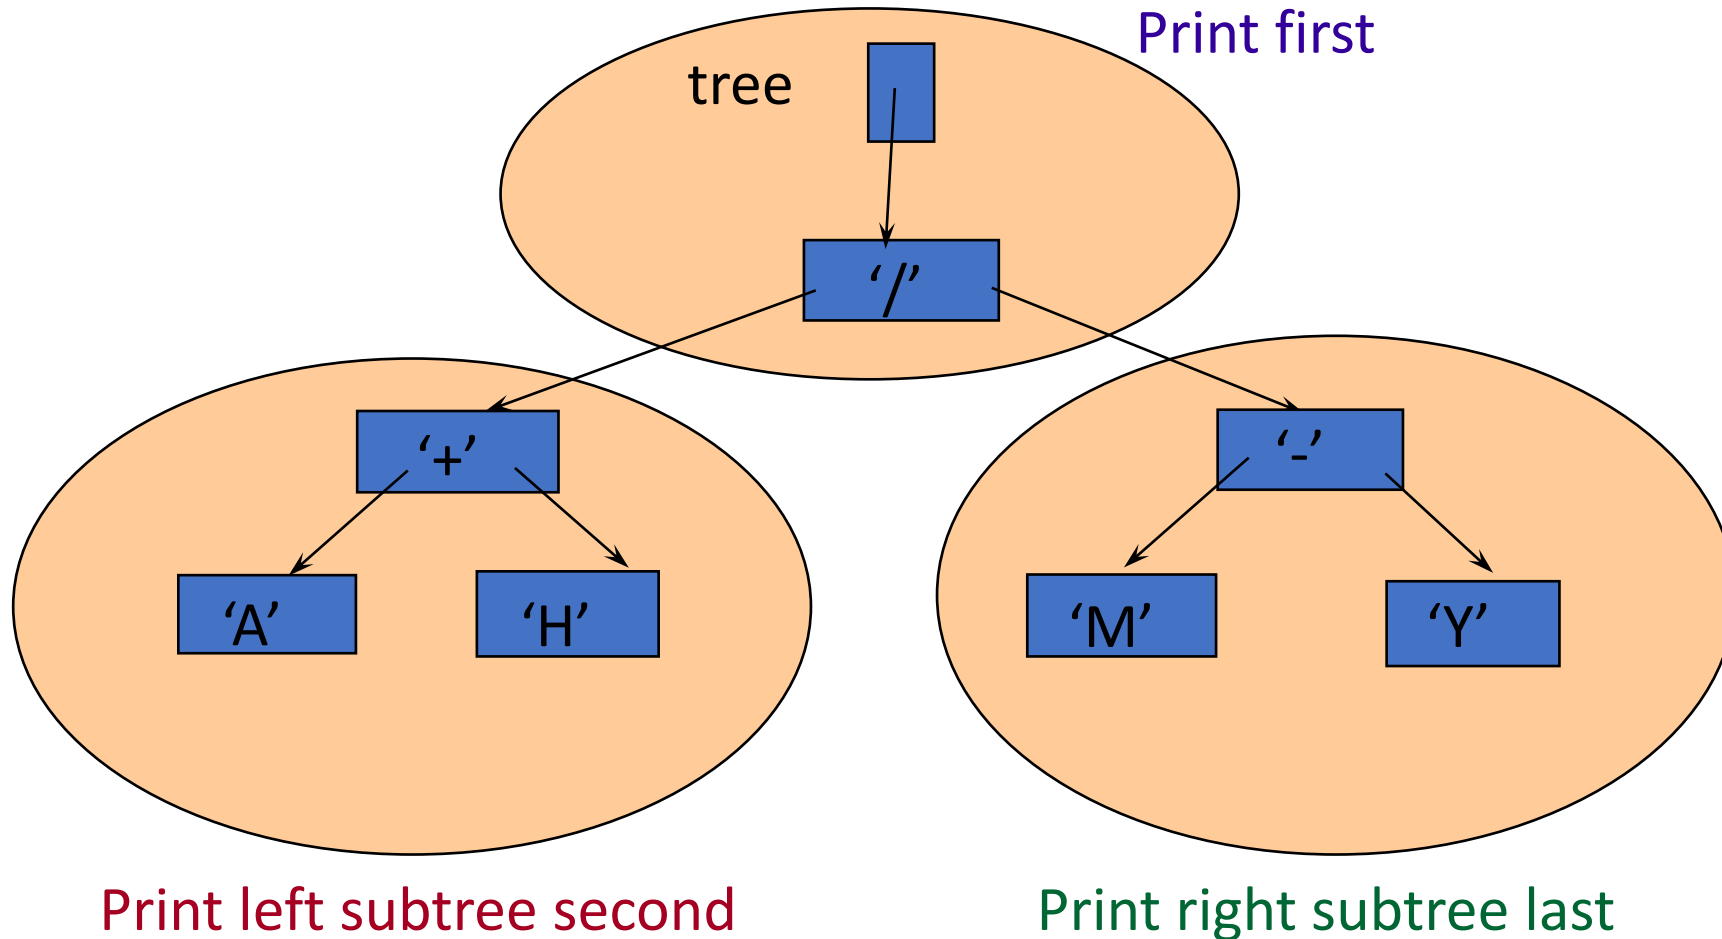 Print first
tree
‘/’
‘+’
‘-’
‘A’
‘H’
‘M’
‘Y’
Print left subtree second
Print right subtree last